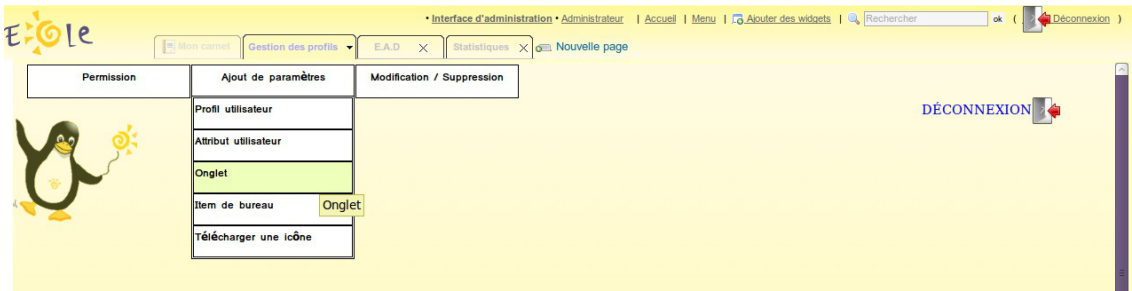 • Interface d'administration • Administrateur | Accueil | Menu | Ajouter des widgets | Rechercher ok ( Déconnexion )
Eole
Mon carnet Gestion des profils E.A.D X Statistiques X Nouvelle page
Permission Ajout de paramètres Modification / Suppression
DÉCONNEXION
Profil utilisateur
Attribut utilisateur
Onglet
Item de bureau
Onglet
Télécharger une icône